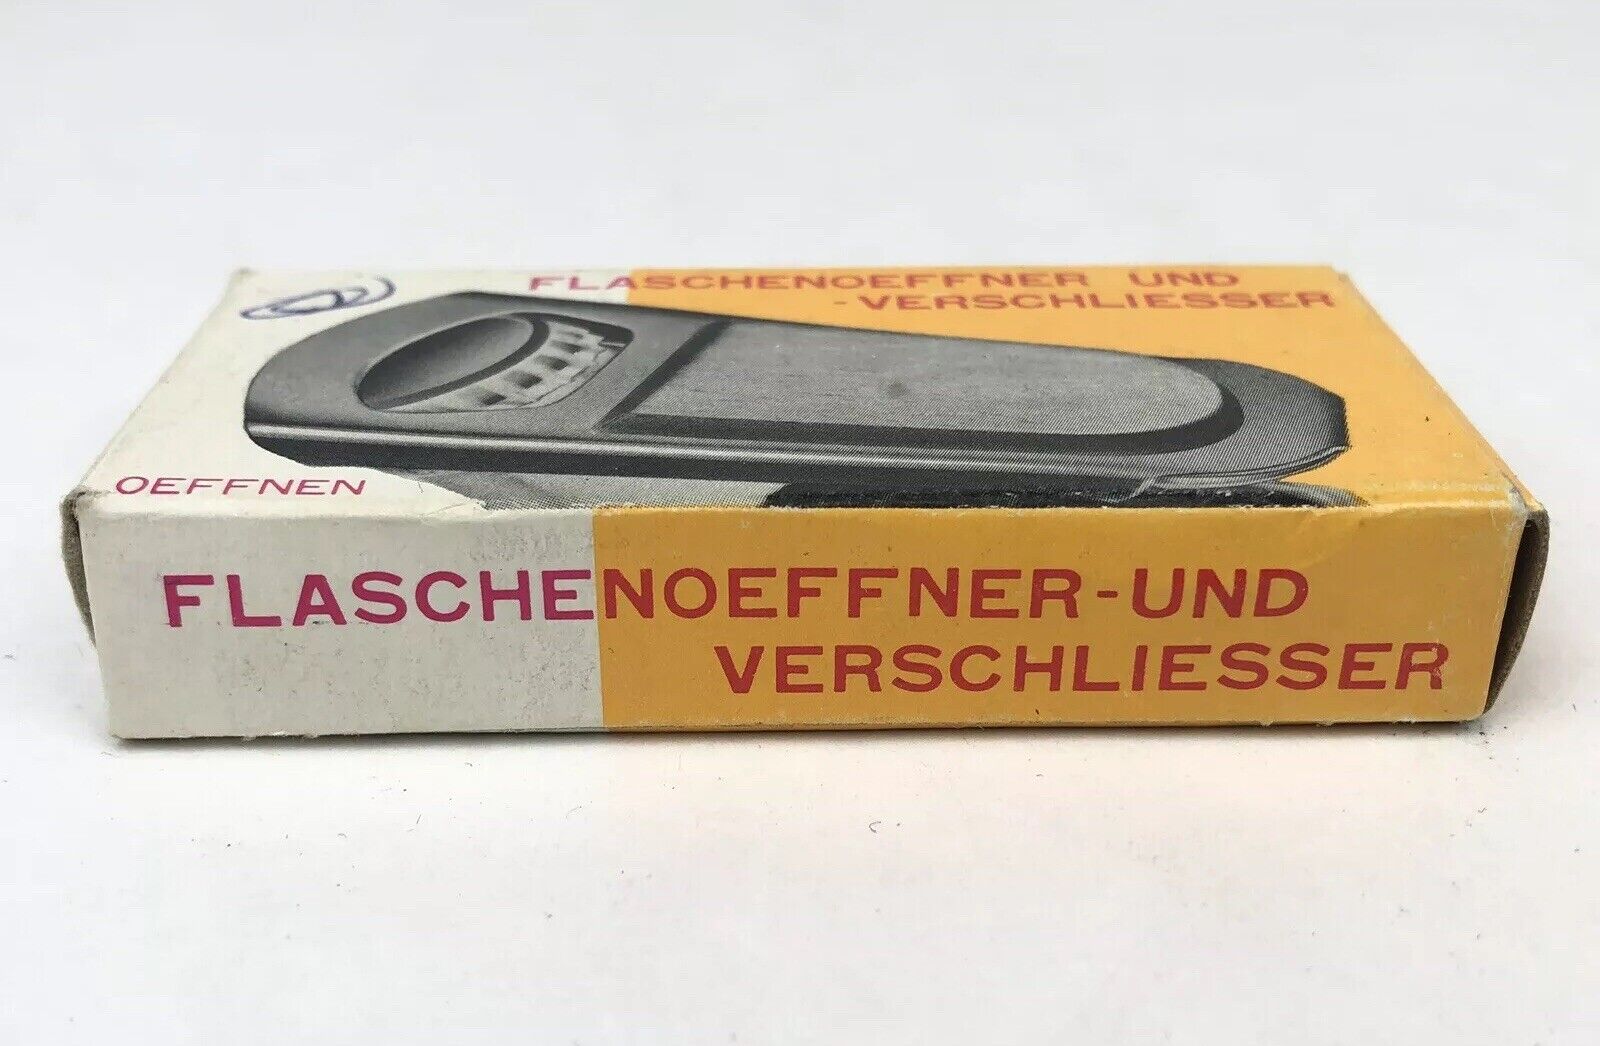 FLASCHENOEFFNER UND
-VERSCHLIESSER
OEFFNEN
FLASCHENOEFFNER-UND
VERSCHLIESSER